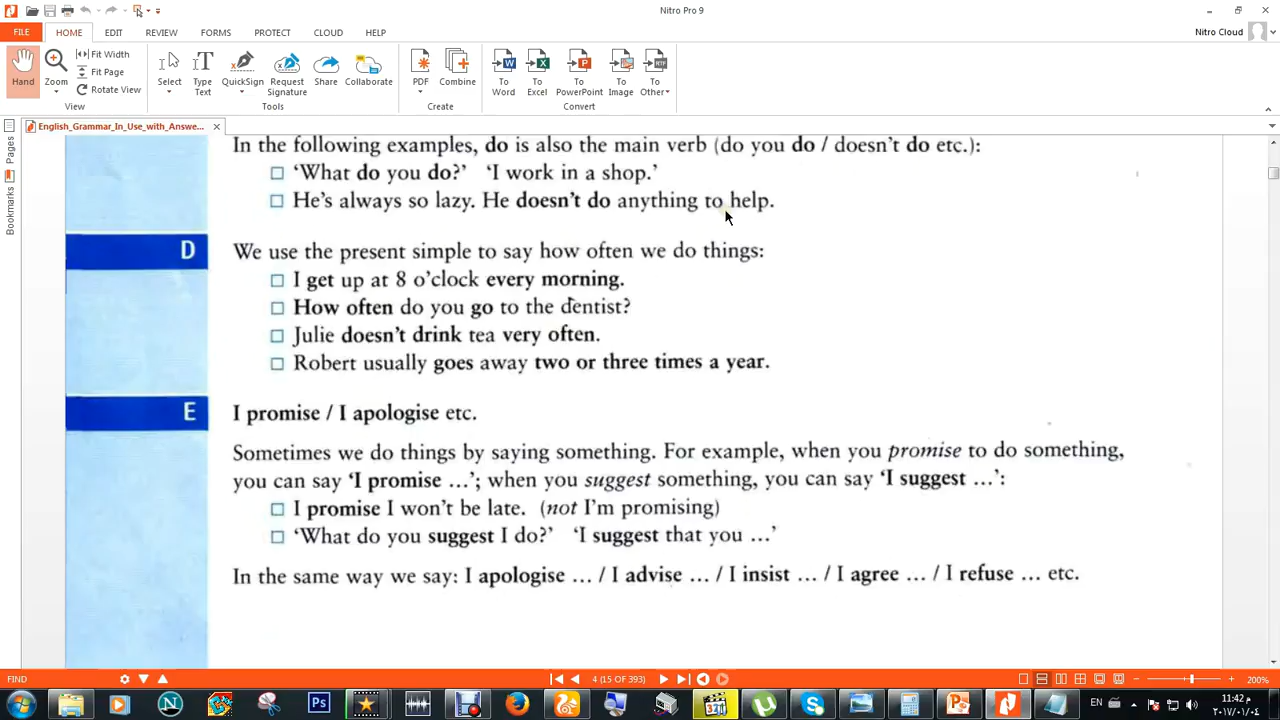 Nitro Pro 9
FILE HOME EDIT REVIEW FORMS PROTECT CLOUD HELP Nitro Cloud
Hand
Zoom
Fit Width
Fit Page
Rotate View
View
Select
Type Text
QuickSign
Request Signature
Share
Collaborate
Tools
PDF
Combine
Create
To Word
To Excel
To PowerPoint
To Image
To Other
Convert
English_Grammar_In_Use_with_Answe...
Pages
Bookmarks
In the following examples, do is also the main verb (do you do / doesn't do etc.):
'What do you do?' 'I work in a shop.'
He's always so lazy. He doesn't do anything to help.
D
We use the present simple to say how often we do things:
I get up at 8 o'clock every morning.
How often do you go to the dentist?
Julie doesn't drink tea very often.
Robert usually goes away two or three times a year.
E
I promise / I apologise etc.
Sometimes we do things by saying something. For example, when you promise to do something,
you can say 'I promise ...'; when you suggest something, you can say 'I suggest ...':
I promise I won't be late. (not I'm promising)
'What do you suggest I do?' 'I suggest that you ...'
In the same way we say: I apologise ... / I advise ... / I insist ... / I agree ... / I refuse ... etc.
FIND
4 (15 OF 393)
200%
EN
11:42 م
٢٠١٧/٠١/٠٤